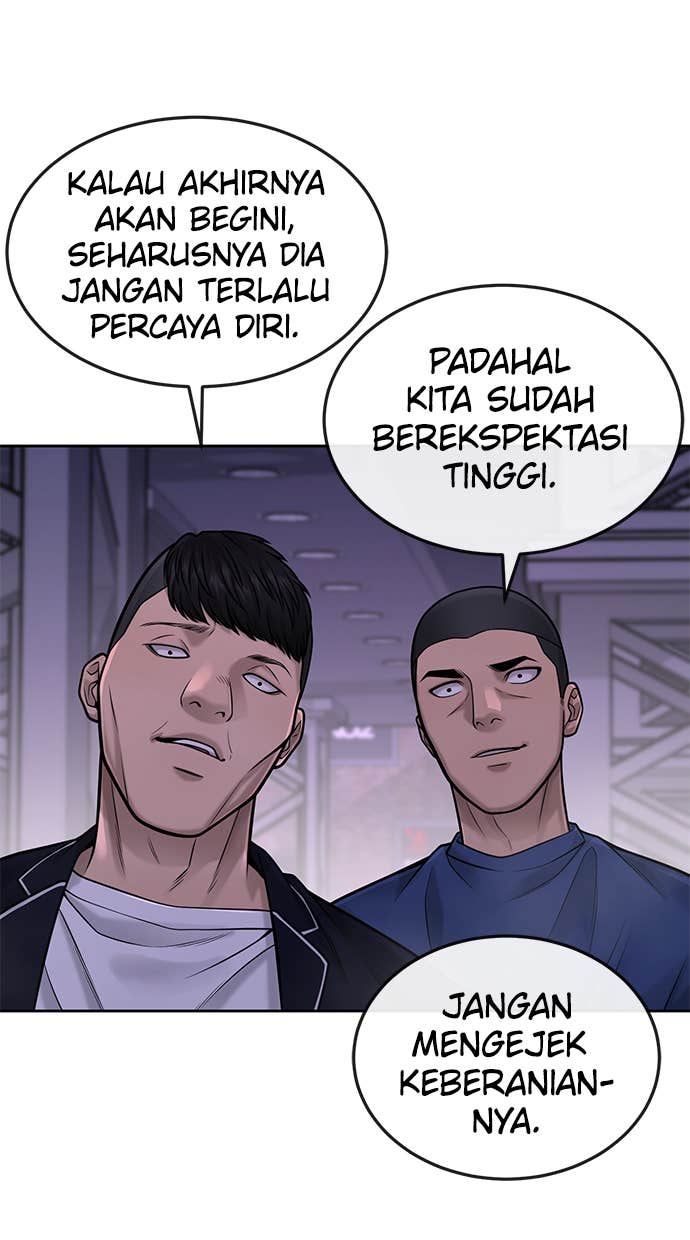 KALAU AKHIRNYA
AKAN BEGINI,
SEHARUSNYA DIA
JANGAN TERLALU
PERCAYA DIRI.
PADAHAL
KITA SUDAH
BEREKSPEKTASI
TINGGI.
JANGAN
MENGEJEK
KEBERANIAN-
NYA.